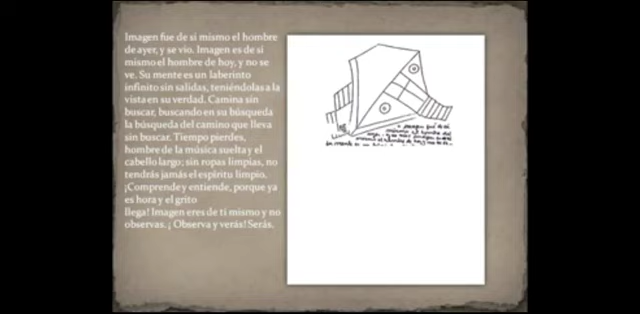 Imagen fue de si mismo el hombre
de ayer, y se vio. Imagen es de si
mismo el hombre de hoy, y no se
ve. Su mente es un laberinto
infinito sin salidas, teniéndolas a la
vista en su verdad. Camina sin
buscar, buscando en su búsqueda
la búsqueda del camino que lleva
sin buscar. Tiempo pierdes,
hombre de la música suelta y el
cabello largo; sin ropas limpias, no
tendrás jamás el espíritu limpio.
¡Comprende y entiende, porque ya
es hora y el grito
llega! Imagen eres de ti mismo y no
observas. ¡ Observa y verás! Serás.